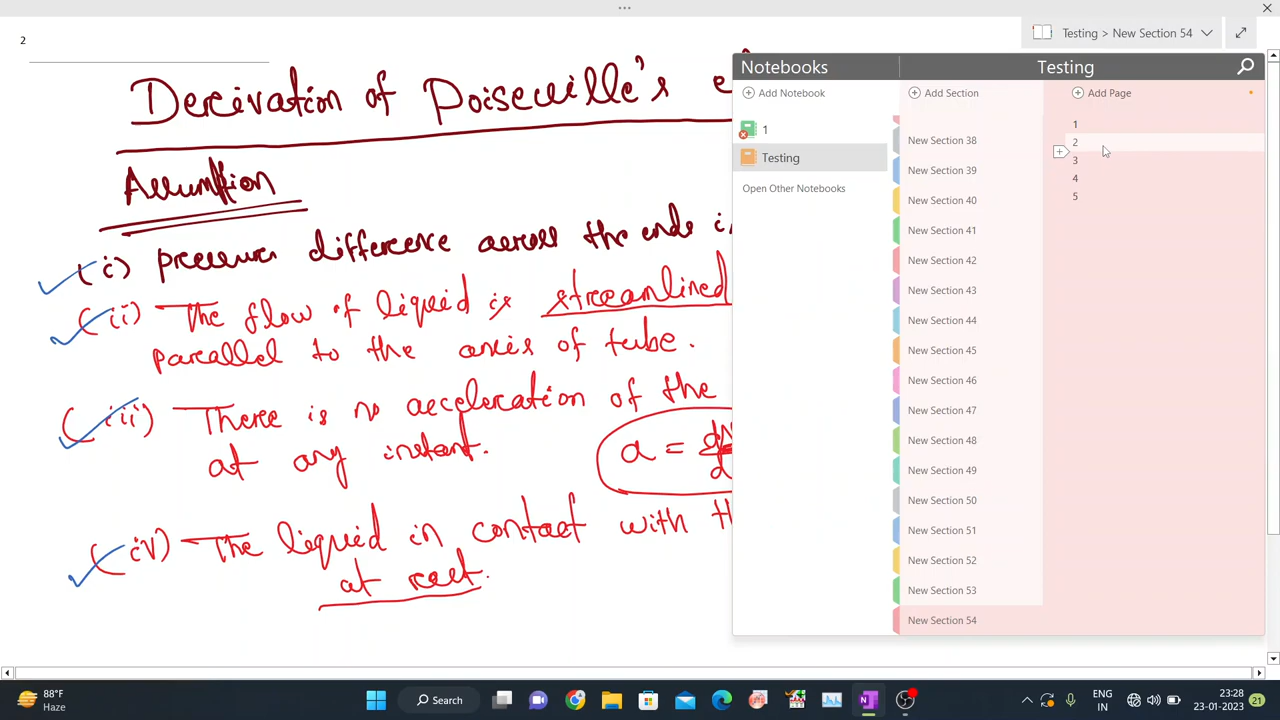 2
Testing > New Section 54
Derivation of Poiseuille's e
Assumption
(i) pressure difference across the ends is
(ii) The flow of liquid is streamlined
parallel to the axis of tube.
(iii) There is no acceleration of the
at any instant.
a =
(iv) The liquid in contact with th
at rest.
Notebooks
Add Notebook
1
Testing
Open Other Notebooks
Testing
Add Section
New Section 38
New Section 39
New Section 40
New Section 41
New Section 42
New Section 43
New Section 44
New Section 45
New Section 46
New Section 47
New Section 48
New Section 49
New Section 50
New Section 51
New Section 52
New Section 53
New Section 54
Add Page
1
2
3
4
5
88°F
Haze
Search
ENG
IN
23:28
23-01-2023
21